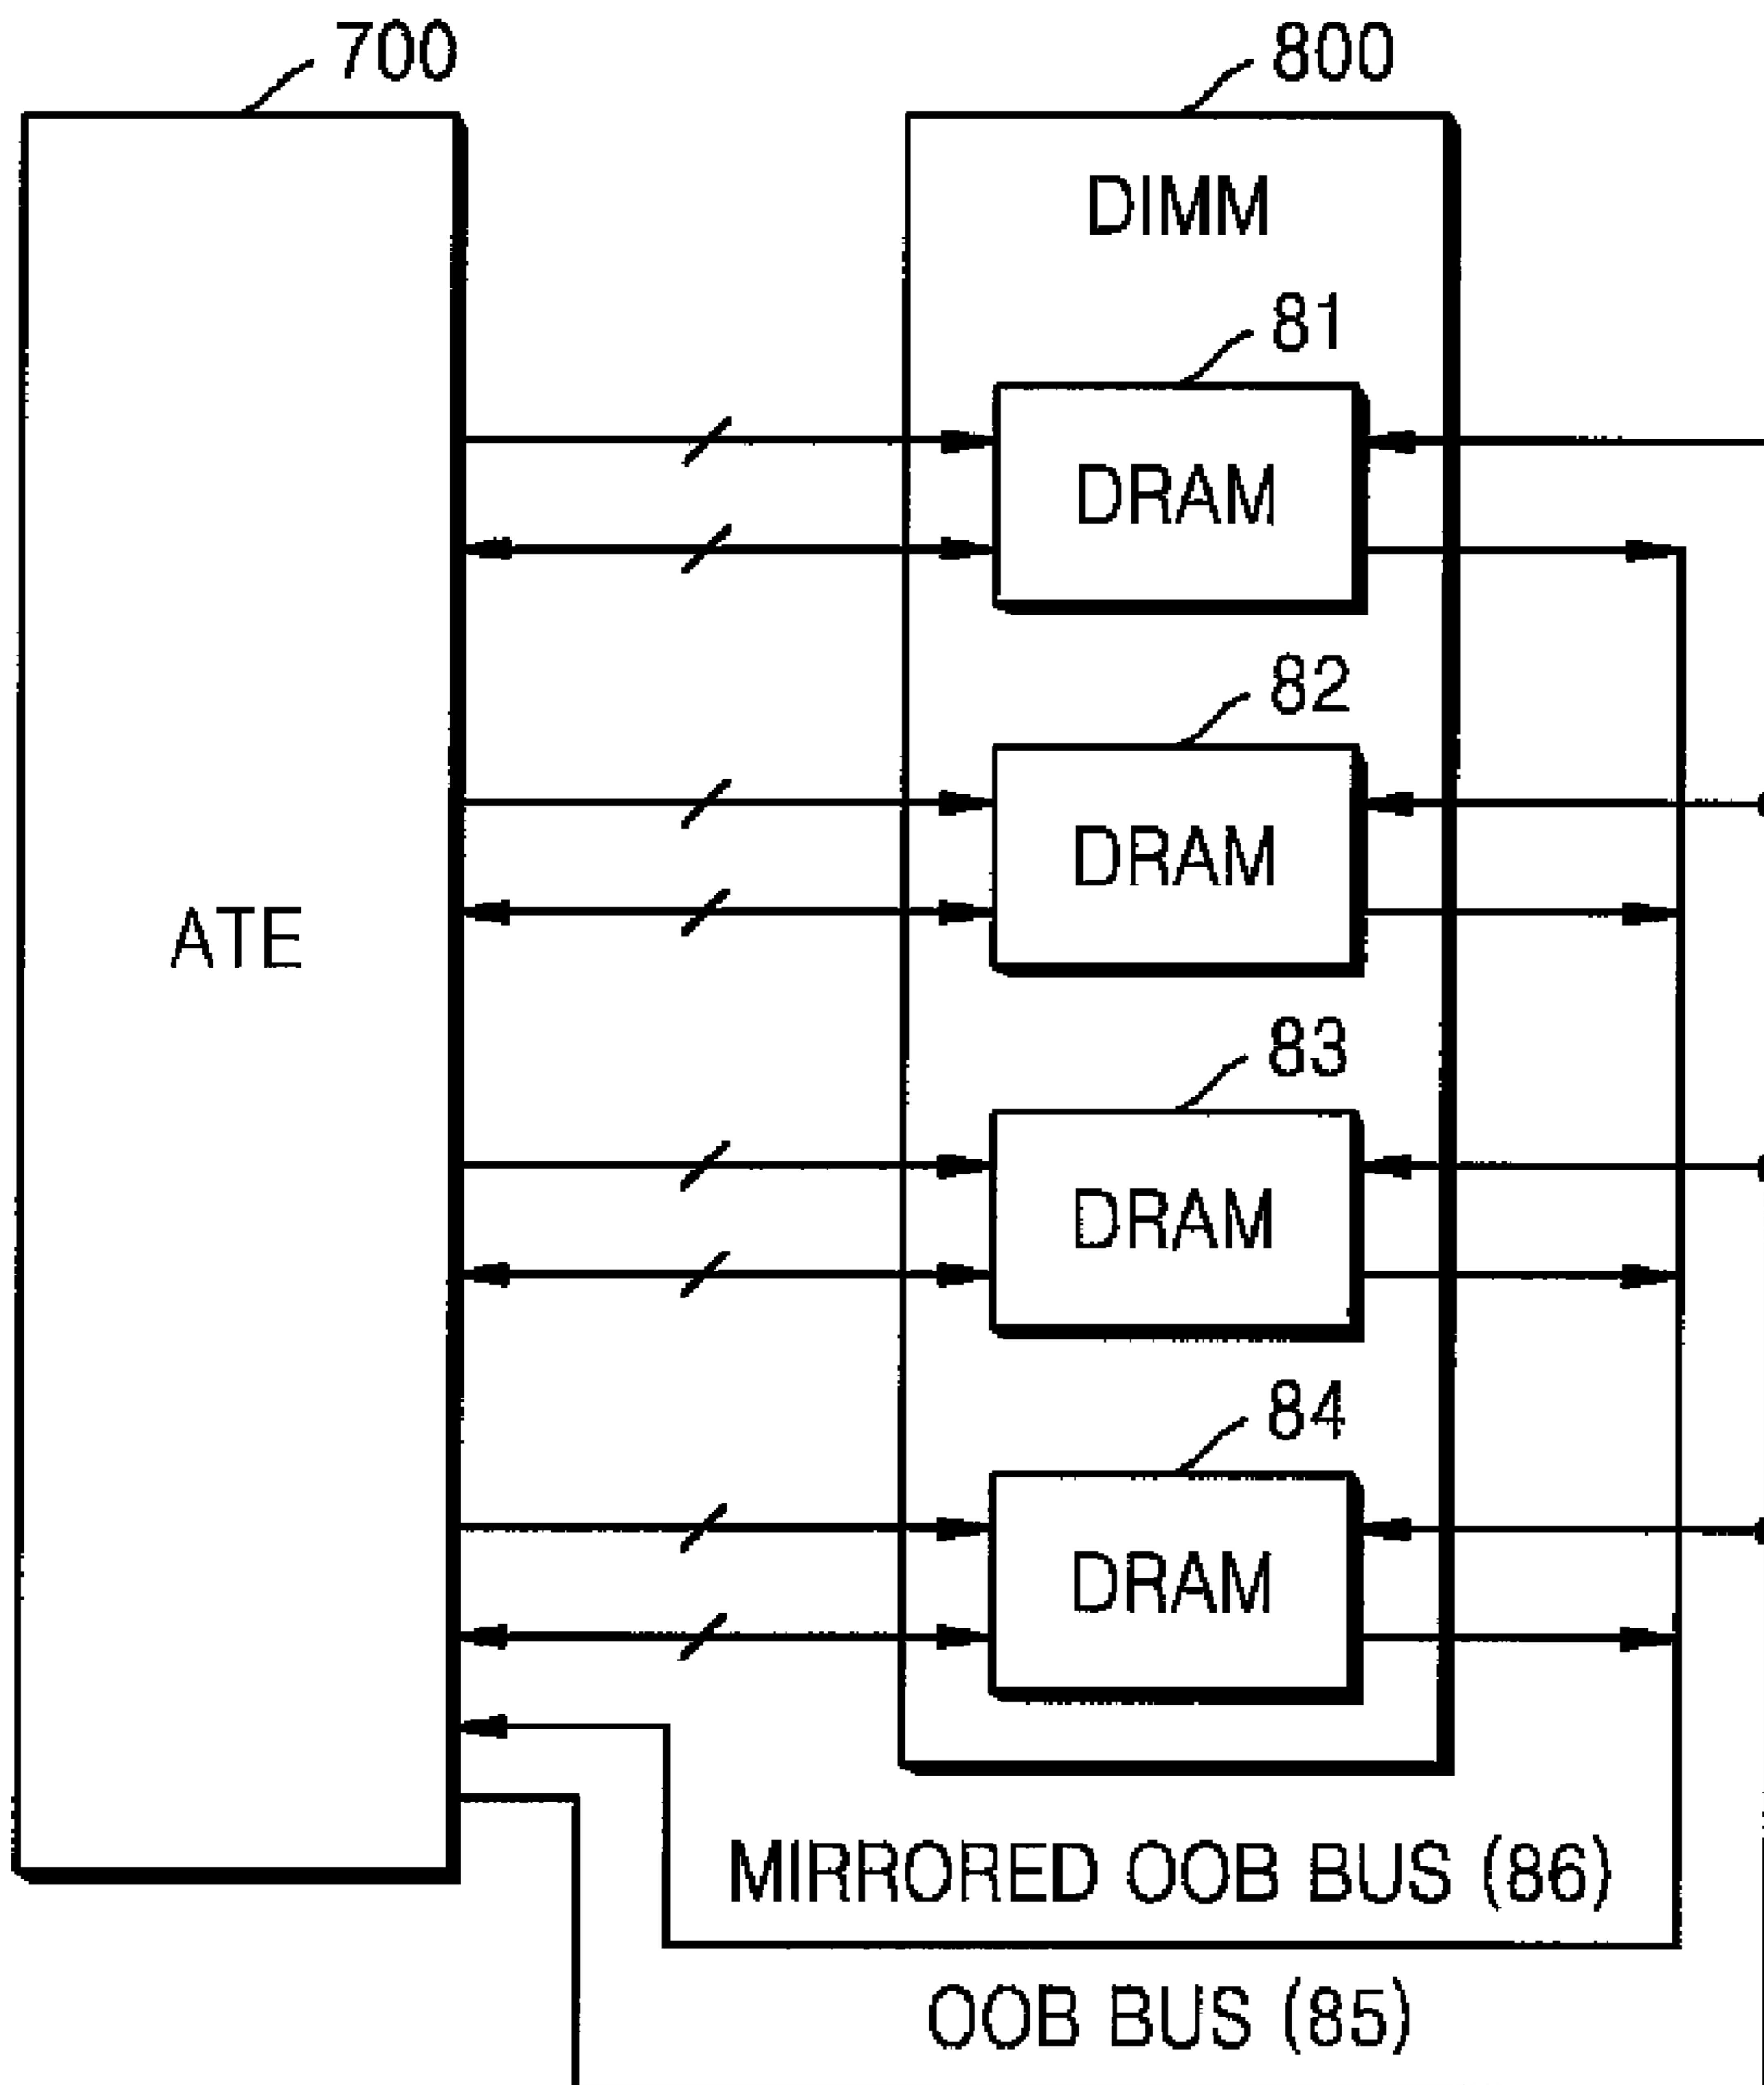 700
800
DIMM
81
DRAM
82
DRAM
ATE
83
DRAM
84
DRAM
MIRRORED OOB BUS (86)
OOB BUS (85)